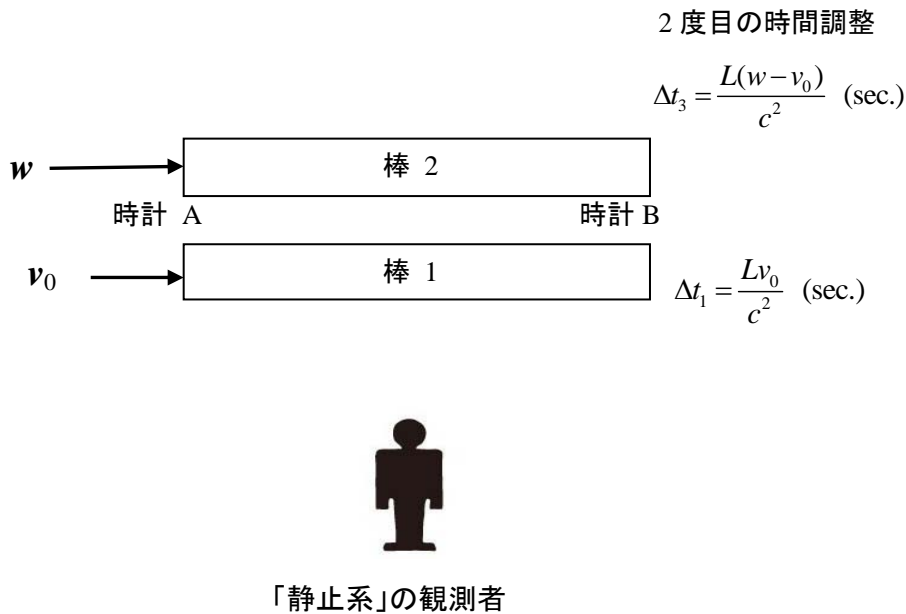 2 度目の時間調整
Δt₃ = L(w − v₀) / c² (sec.)
w
棒 2
時計 A
時計 B
v₀
棒 1
Δt₁ = Lv₀ / c² (sec.)
「静止系」の観測者